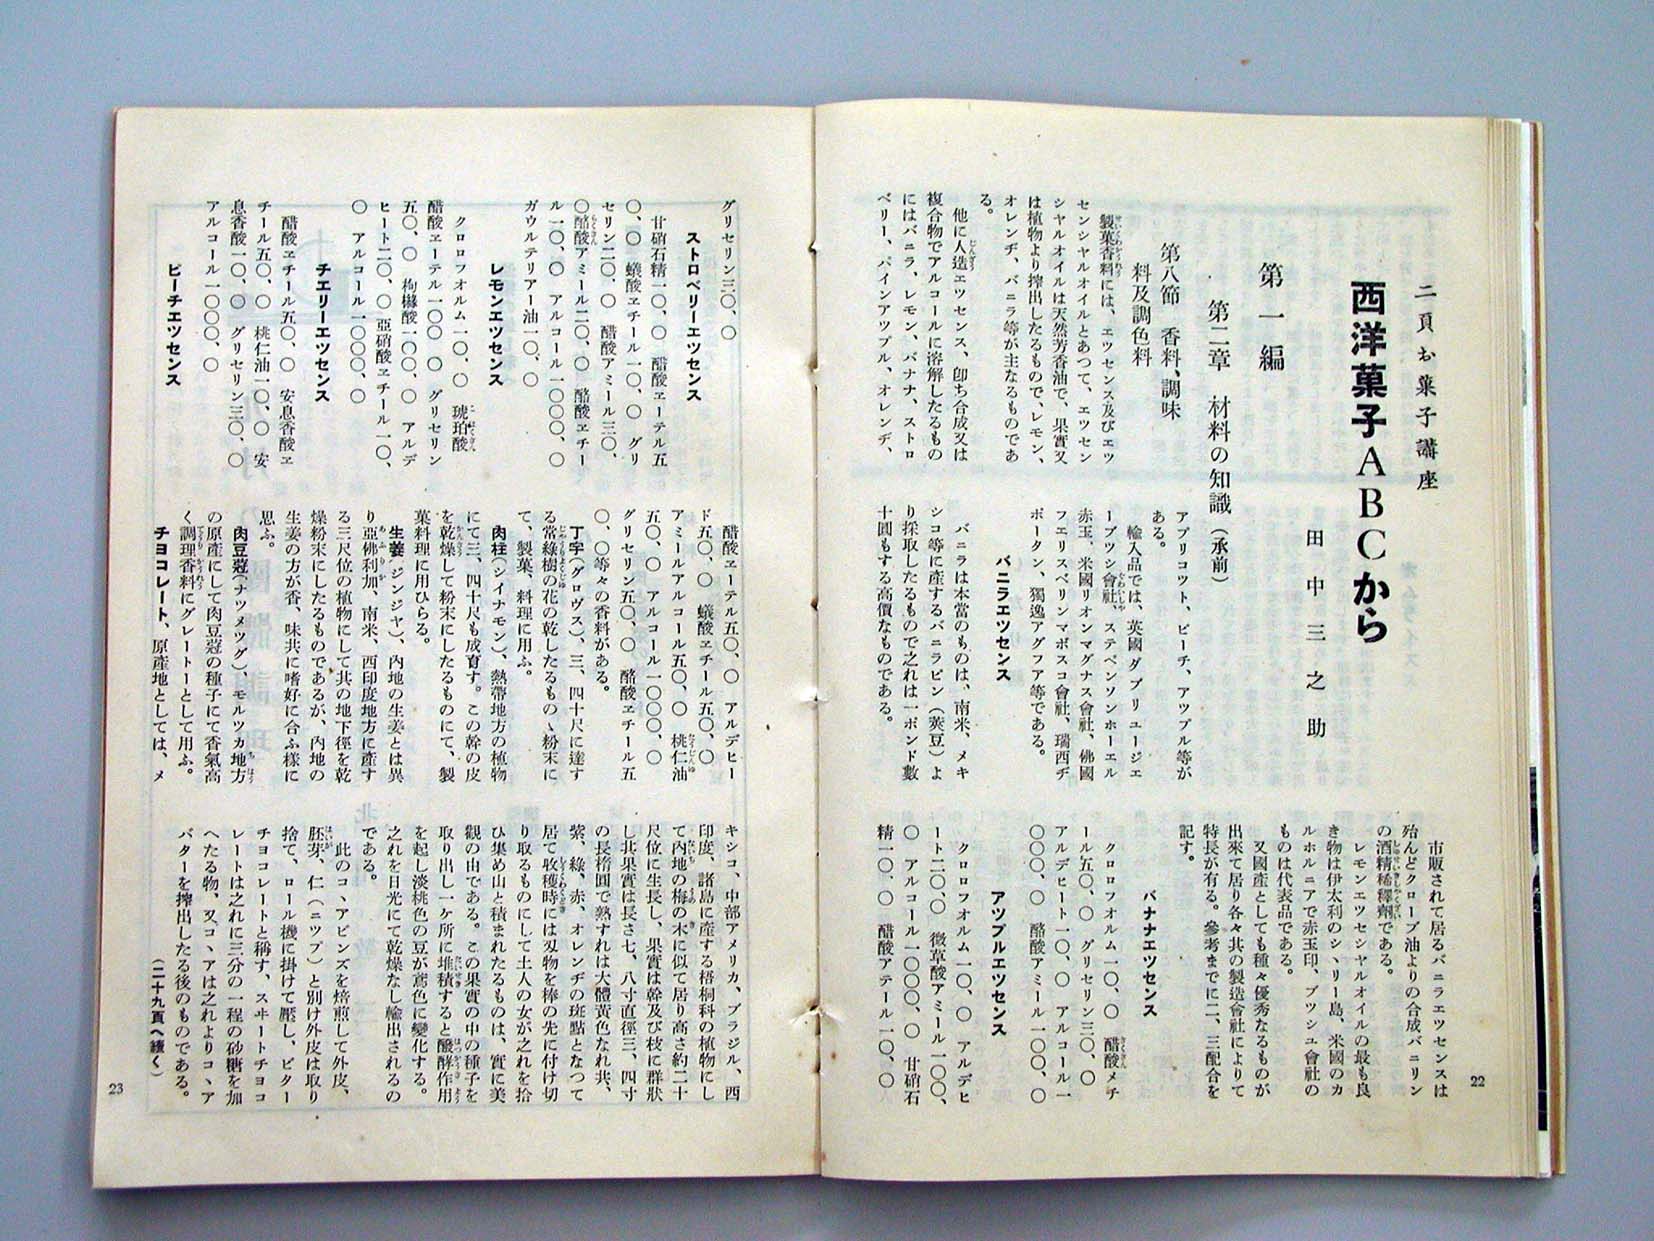 二頁お菓子講座
西洋菓子ABCから
田中三之助
第一編
第二章 材料の知識(承前)
第八節 香料、調味
料及調色料
製菓香料には、エツセンス及びエツ
センシヤルオイルとあつて、エツセン
シヤルオイルは天然芳香油で、果實又
は植物より搾出したるもので、レモン、
オレンヂ、バニラ等が主なるものであ
る。
他に人造エツセンス、卽ち合成又は
複合物でアルコールに溶解したるもの
にはバニラ、レモン、バナナ、ストロ
ベリー、パインアツプル、オレンヂ、
アプリコツト、ピーチ、アツプル等が
ある。
輸入品では、英國ダブリユージエ
ーブツシ會社、ステペンソンホーエル
赤玉、米國リオンマグナス會社、佛國
フエリスベリンマボスコ會社、瑞西ヂ
ボータン、獨逸アグフア等である。
バニラエツセンス
バニラは本當のものは、南米、メキ
シコ等に產するバニラビン(莢豆)よ
り採取したるもので之れは一ポンド數
十圓もする高價なものである。
市販されて居るバニラエツセンスは
殆んどクローブ油よりの合成バニリン
の酒精稀釋劑である。
レモンエツセシヤルオイルの最も良
き物は伊太利のシヽリー島、米國のカ
ルホルニアで赤玉印、ブツシユ會社の
ものは代表品である。
又國產としても種々優秀なるものが
出來て居り各々其の製造會社によりて
特長が有る。參考までに二、三配合を
記す。
バナナエツセンス
クロロフオルム一〇、〇 醋酸メチ
ール五〇、〇 グリセリン三〇、〇
アルデヒート一〇、〇 アルコール一
〇〇〇、〇 酪酸アミール一〇〇、〇
アツプルエツセンス
クロロフオルム一〇、〇 アルデヒ
ート二〇、〇 黴草酸アミール一〇〇、
〇 アルコール一〇〇〇、〇 甘硝石
精一〇、〇 醋酸アテール一〇、〇
22
グリセリン三〇、〇
ストロベリーエツセンス
甘硝石精一〇、〇 醋酸エーテル五
〇、〇 蟻酸エチール一〇、〇 グリ
セリン二〇、〇 醋酸アミール三〇、
〇酪酸アミール二〇、〇 酪酸エチー
ル一〇、〇 アルコール一〇〇〇、〇
ガウルテリアー油一〇、〇
レモンエツセンス
クロロフオルム一〇、〇 琥珀酸
醋酸エーテル一〇〇 〇 グリセリン
五〇、〇 枸櫞酸一〇〇、〇 アルデ
ヒート二〇、〇 亞硝酸エチール一〇、
〇 アルコール一〇〇〇、〇
チエリーエツセンス
醋酸エチール五〇、〇 安息香酸エ
チール五〇、〇 桃仁油一〇、〇 安
息香酸一〇、〇 グリセリン三〇、〇
アルコール一〇〇〇、〇
ピーチエツセンス
醋酸エーテル五〇、〇 アルデヒー
ド五〇、〇 蟻酸エチール五〇、〇
アミールアルコール五〇、〇 桃仁油
五〇、〇 アルコール一〇〇〇、〇
グリセリン五〇、〇 酪酸エチール五
〇、〇等々の香料がある。
丁字(グロヴス)、三、四十尺に達す
る常綠樹の花の乾したるものヽ粉末に
て、製菓、料理に用ふ。
肉桂(シイナモン)、熱帶地方の植物
にて三、四十尺も成育す。この幹の皮
を乾燥して粉末にしたるものにて、製
菓料理に用ひらる。
生姜(ジンジヤ)、內地の生姜とは異
り亞佛利加、南米、西印度地方に產す
る三尺位の植物にして其の地下徑を乾
燥粉末にしたるものであるが、內地の
生姜の方が香、味共に嗜好に合ふ樣に
思ふ。
肉豆蔻(ナツメツグ)、モルツカ地方
の原產にして肉豆蔻の種子にて香氣高
く調理香料にグレートーとして用ふ。
チヨコレート、原產地としては、メ
キシコ、中部アメリカ、ブラジル、西
印度、諸島に產する梧桐科の植物にし
て內地の梅の木に似て居り高さ約二十
尺位に生長し、果實は幹及び枝に群狀
し其果實は長さ七、八寸直徑三、四寸
の長楕圓で熟すれは大體黃色なれ共、
紫、綠、赤、オレンヂの斑點となつて
居て收穫時には刄物を棒の先に付け切
り取るものにして土人の女が之れを拾
ひ集め山と積まれたるものは、實に美
觀の山である。この果實の中の種子を
取り出し一ヶ所に堆積すると醱酵作用
を起し淡桃色の豆が鳶色に變化する。
之れを日光にて乾燥なし輸出されるの
である。
此のコヽアビンズを焙煎して外皮、
胚芽、仁(ニツブ)と別け外皮は取り
捨て、ロール機に掛けて壓し、ビター
チヨコレートと稱す、スヰートチヨコ
レートは之れに三分の一程の砂糖を加
へたる物、又コヽアは之れよりコヽア
バターを搾出したる後のものである。
(二十九頁へ續く)
23